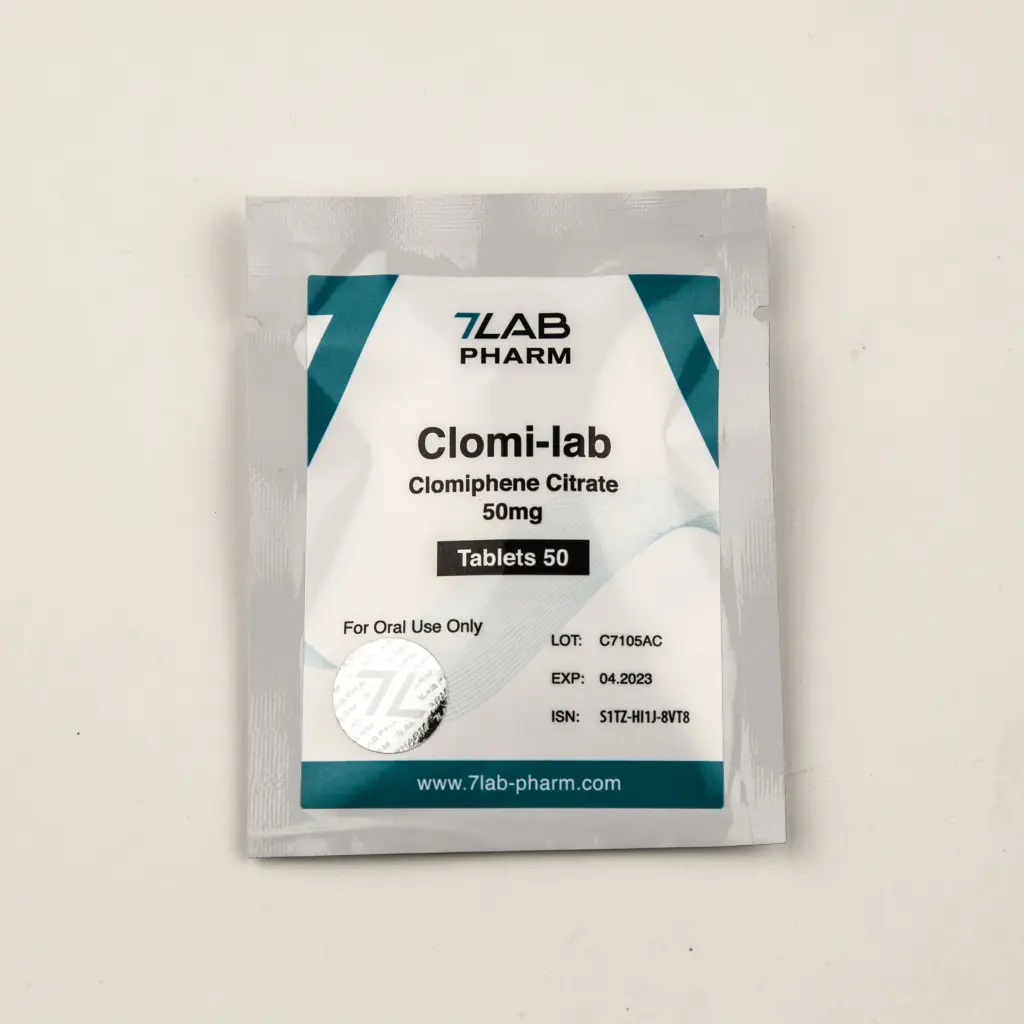 7LAB
PHARM
Clomi-lab
Clomiphene Citrate
50mg
Tablets 50
For Oral Use Only
LOT: C7105AC
EXP: 04.2023
ISN: S1TZ-HI1J-8VT8
7L
www.7lab-pharm.com